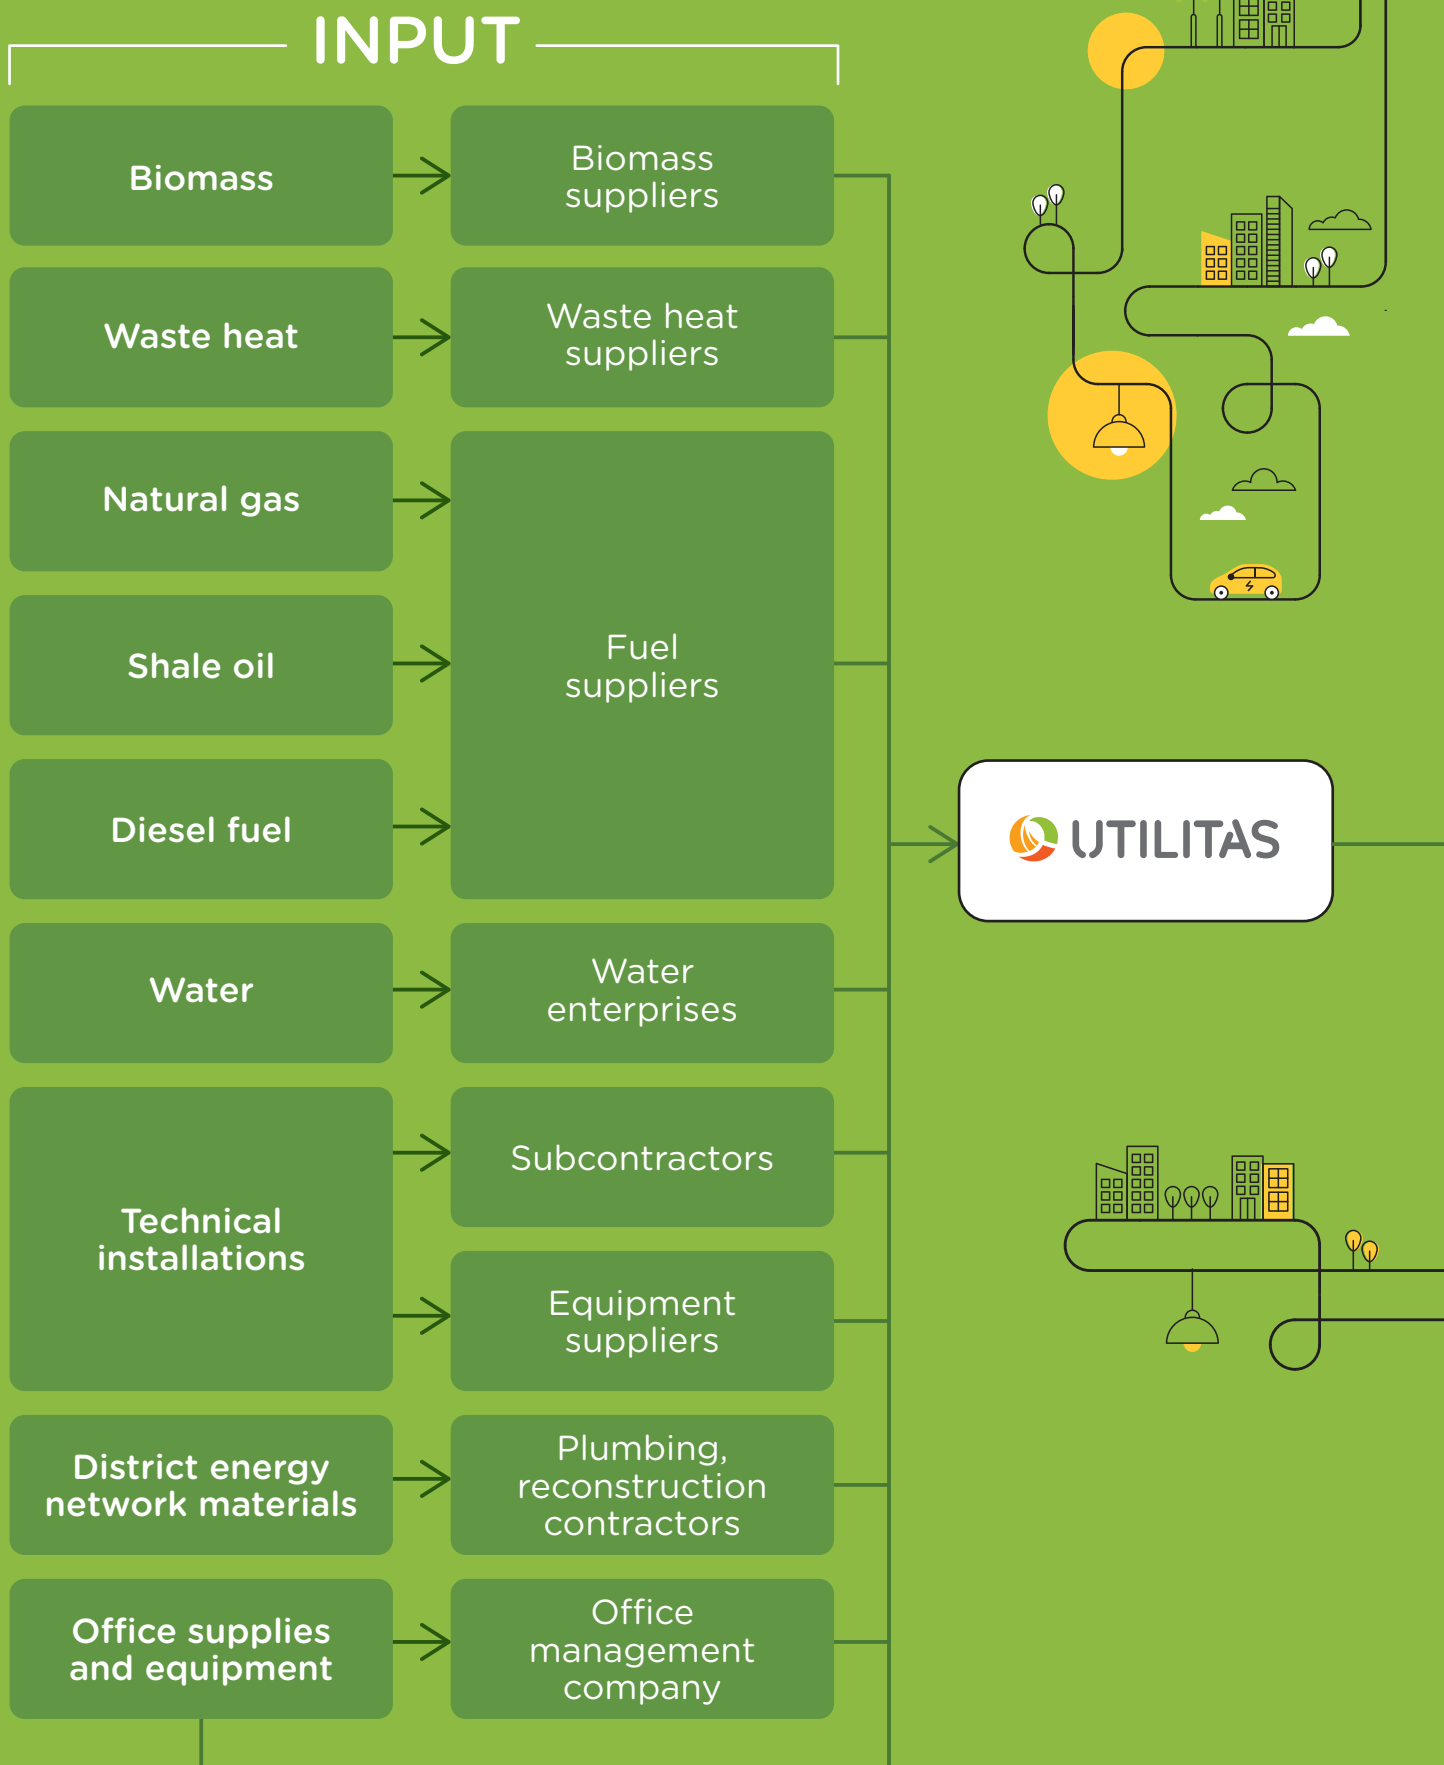 INPUT
Biomass
Biomass
suppliers
Waste heat
Waste heat
suppliers
Natural gas
Shale oil
Diesel fuel
Fuel
suppliers
UTILITAS
Water
Water
enterprises
Technical
installations
Subcontractors
Equipment
suppliers
District energy
network materials
Plumbing,
reconstruction
contractors
Office supplies
and equipment
Office
management
company